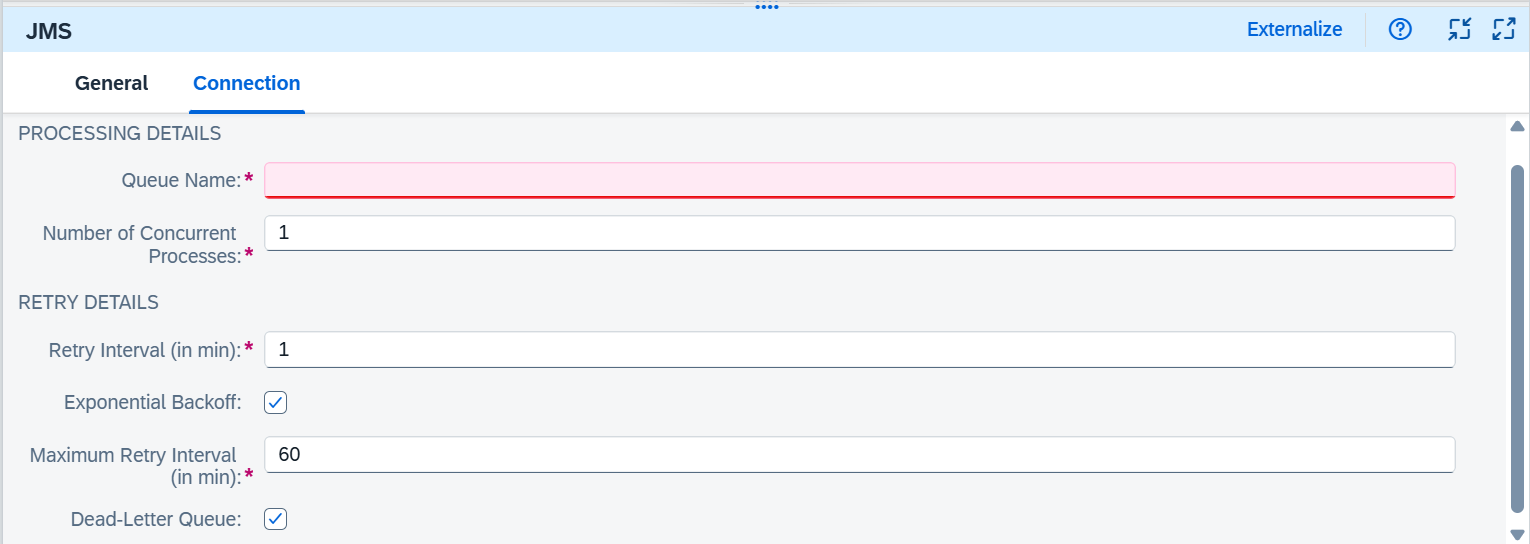 JMS
Externalize
General
Connection
PROCESSING DETAILS
Queue Name:*
Number of Concurrent
Processes:*
1
RETRY DETAILS
Retry Interval (in min):*
1
Exponential Backoff:
Maximum Retry Interval
(in min):*
60
Dead-Letter Queue: